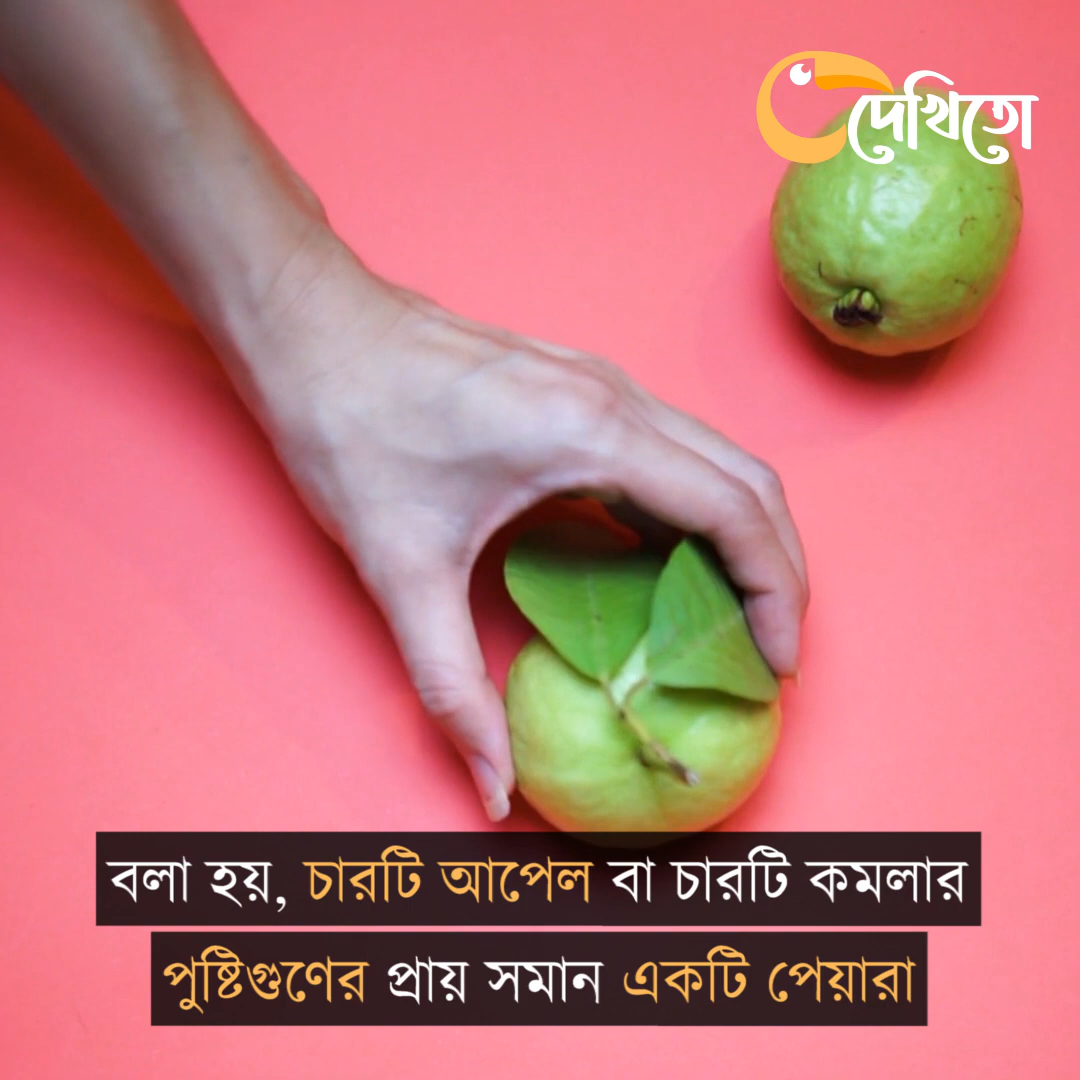 দেখিতো
বলা হয়, চারটি আপেল বা চারটি কমলার
পুষ্টিগুণের প্রায় সমান একটি পেয়ারা